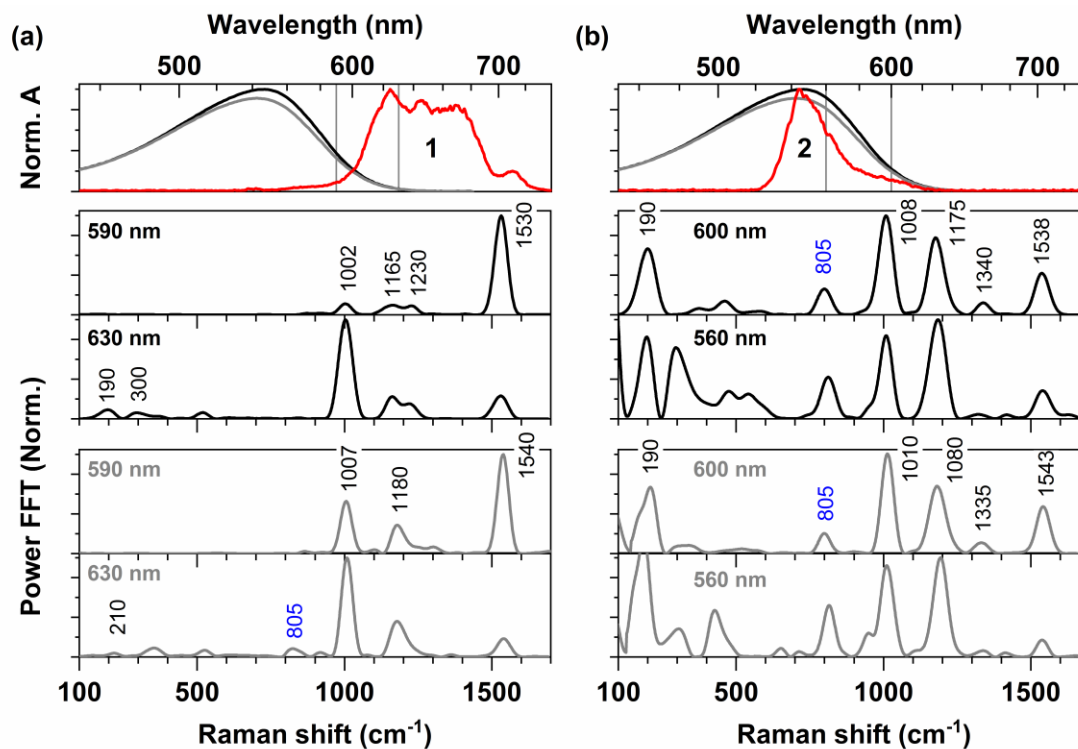 (a)
Wavelength (nm)
500
600
700
Norm. A
1
590 nm
1002
1165
1230
1530
630 nm
190
300
590 nm
1007
1180
1540
630 nm
210
805
Power FFT (Norm.)
100
500
1000
1500
Raman shift (cm⁻¹)
(b)
Wavelength (nm)
500
600
700
2
600 nm
190
805
1008
1175
1340
1538
560 nm
600 nm
190
805
1010
1080
1335
1543
560 nm
100
500
1000
1500
Raman shift (cm⁻¹)